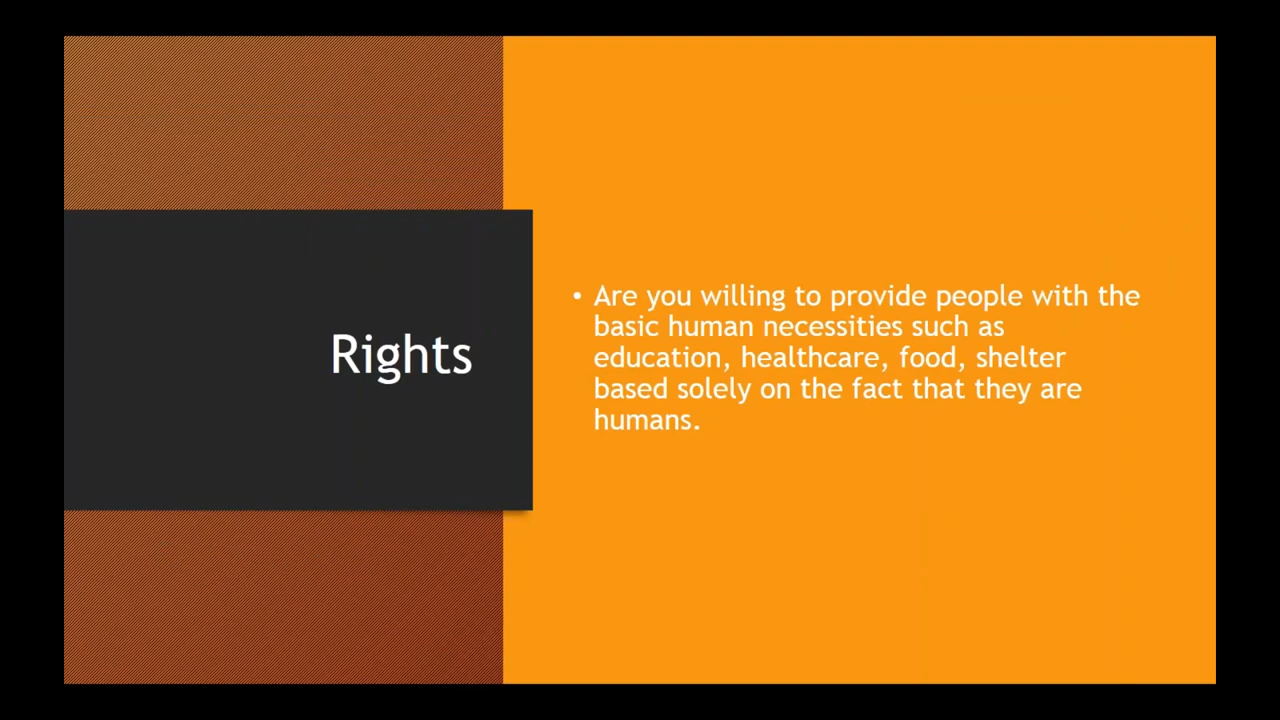 Rights
• Are you willing to provide people with the
basic human necessities such as
education, healthcare, food, shelter
based solely on the fact that they are
humans.